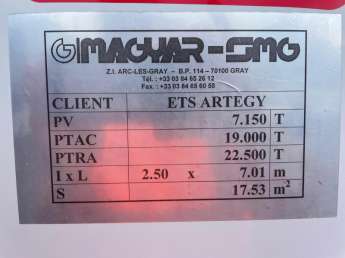 MAGYAR-SMG
Z.I. ARC-LES-GRAY – B.P. 114 – 70100 GRAY
Tél : +33 03 84 65 26 12
Fax. : +33 03 84 65 60 50
CLIENT ETS ARTEGY
PV 7.150 T
PTAC 19.000 T
PTRA 22.500 T
l x L 2.50 x 7.01 m
S 17.53 m²